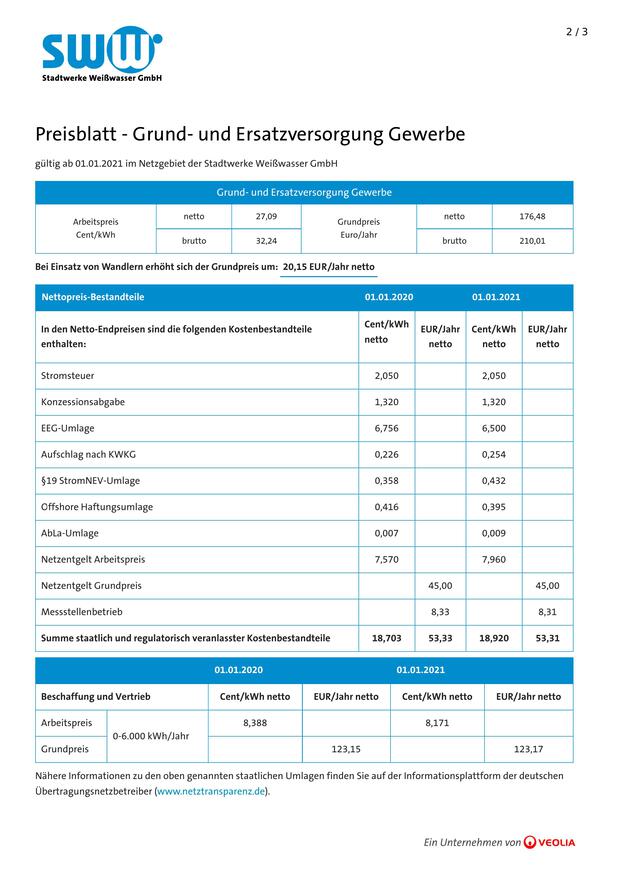 2 / 3
SWW
Stadtwerke Weißwasser GmbH
Preisblatt - Grund- und Ersatzversorgung Gewerbe
gültig ab 01.01.2021 im Netzgebiet der Stadtwerke Weißwasser GmbH
Grund- und Ersatzversorgung Gewerbe
Arbeitspreis Cent/kWh netto 27,09 Grundpreis Euro/Jahr netto 176,48
brutto 32,24 brutto 210,01
Bei Einsatz von Wandlern erhöht sich der Grundpreis um: 20,15 EUR/Jahr netto
Nettopreis-Bestandteile 01.01.2020 01.01.2021
In den Netto-Endpreisen sind die folgenden Kostenbestandteile enthalten: Cent/kWh netto EUR/Jahr netto Cent/kWh netto EUR/Jahr netto
Stromsteuer 2,050 2,050
Konzessionsabgabe 1,320 1,320
EEG-Umlage 6,756 6,500
Aufschlag nach KWKG 0,226 0,254
§19 StromNEV-Umlage 0,358 0,432
Offshore Haftungsumlage 0,416 0,395
AbLa-Umlage 0,007 0,009
Netzentgelt Arbeitspreis 7,570 7,960
Netzentgelt Grundpreis 45,00 45,00
Messstellenbetrieb 8,33 8,31
Summe staatlich und regulatorisch veranlasster Kostenbestandteile 18,703 53,33 18,920 53,31
01.01.2020 01.01.2021
Beschaffung und Vertrieb Cent/kWh netto EUR/Jahr netto Cent/kWh netto EUR/Jahr netto
Arbeitspreis 0-6.000 kWh/Jahr 8,388 8,171
Grundpreis 123,15 123,17
Nähere Informationen zu den oben genannten staatlichen Umlagen finden Sie auf der Informationsplattform der deutschen
Übertragungsnetzbetreiber (www.netztransparenz.de).
Ein Unternehmen von VEOLIA